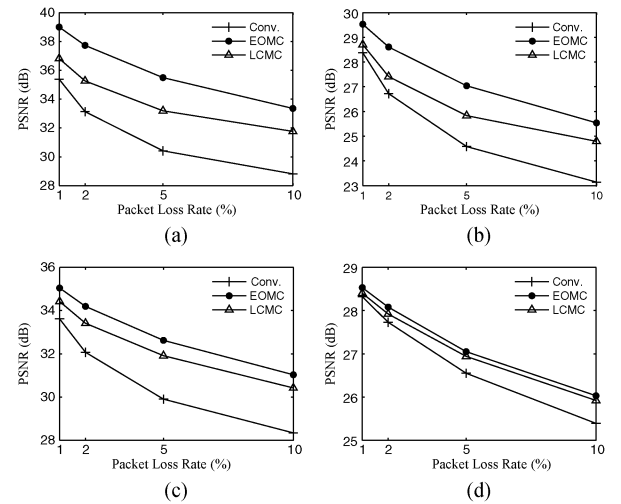 40
38
36
34
32
30
28
PSNR (dB)
Conv.
EOMC
LCMC
1 2 5 10
Packet Loss Rate (%)
(a)
30
29
28
27
26
25
24
23
PSNR (dB)
Conv.
EOMC
LCMC
1 2 5 10
Packet Loss Rate (%)
(b)
36
34
32
30
28
PSNR (dB)
Conv.
EOMC
LCMC
1 2 5 10
Packet Loss Rate (%)
(c)
29
28
27
26
25
PSNR (dB)
Conv.
EOMC
LCMC
1 2 5 10
Packet Loss Rate (%)
(d)